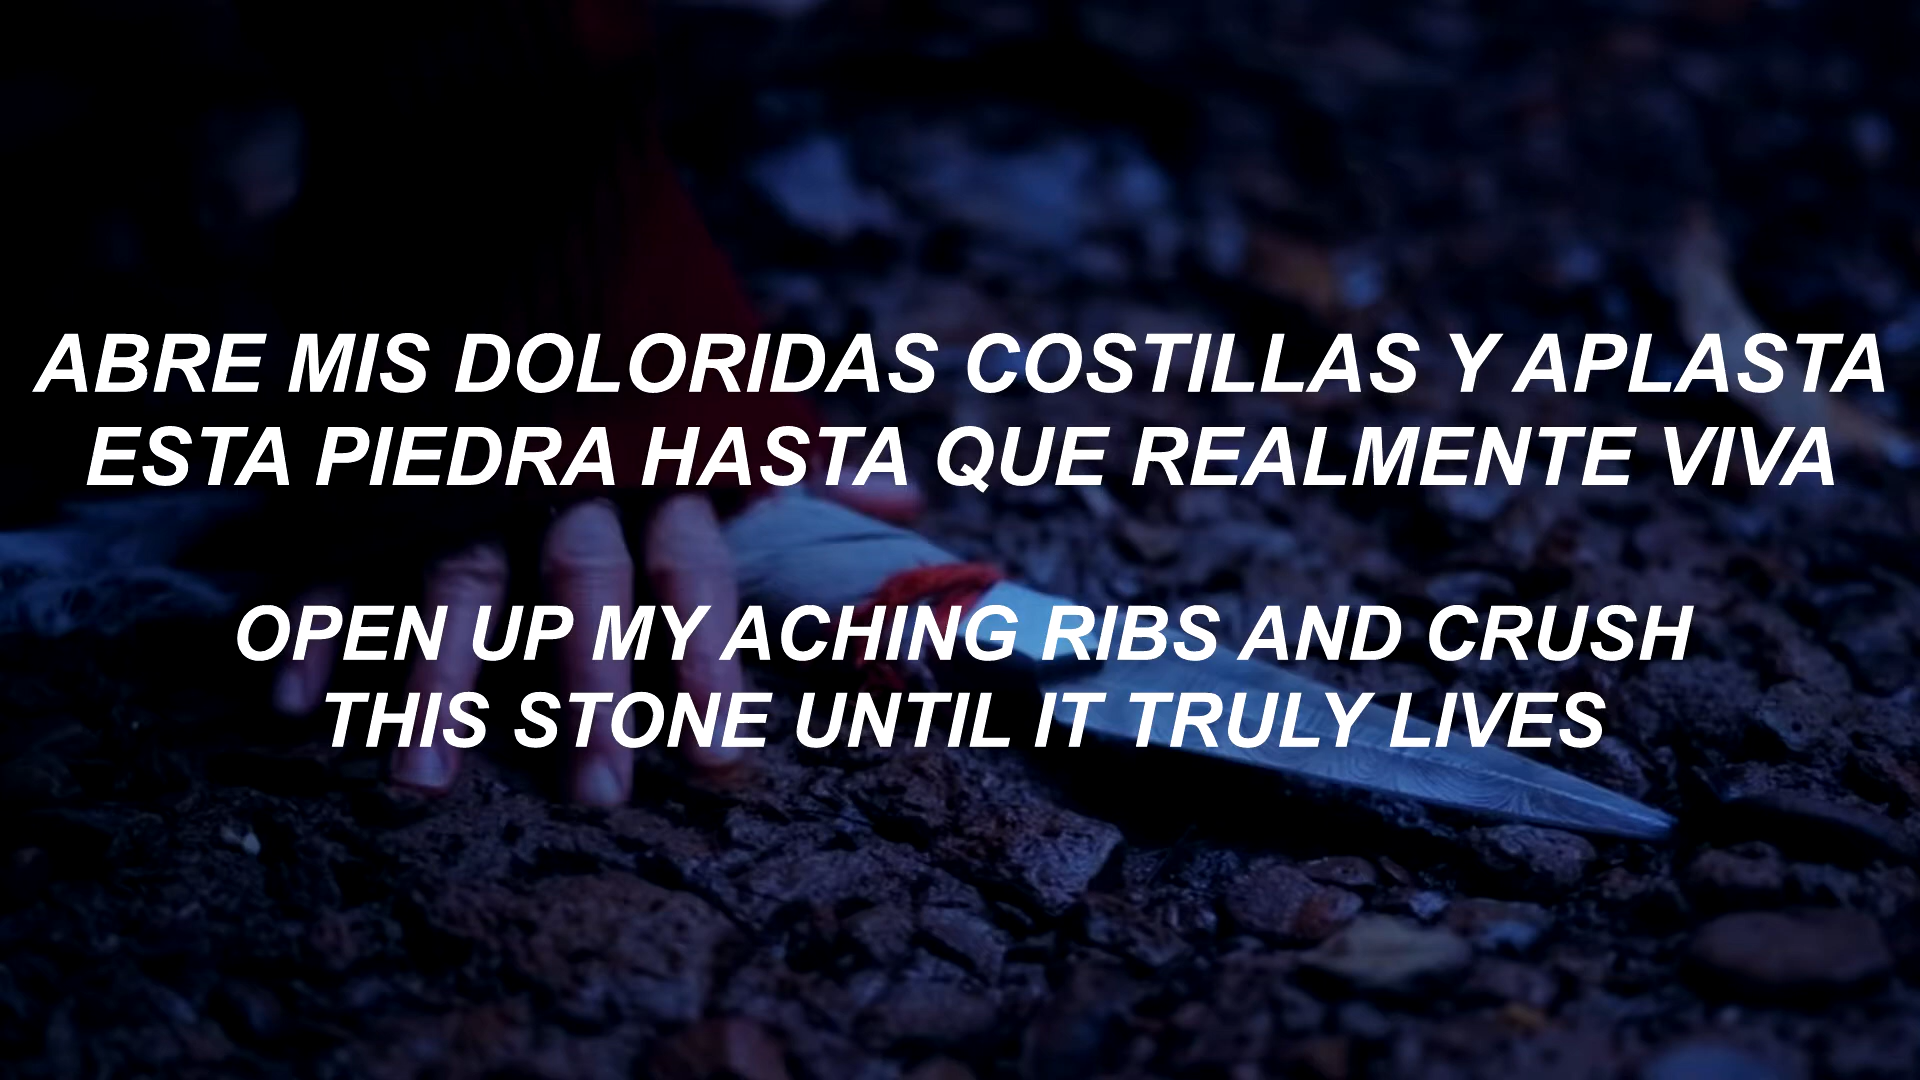 ABRE MIS DOLORIDAS COSTILLAS Y APLASTA
ESTA PIEDRA HASTA QUE REALMENTE VIVA
OPEN UP MY ACHING RIBS AND CRUSH
THIS STONE UNTIL IT TRULY LIVES